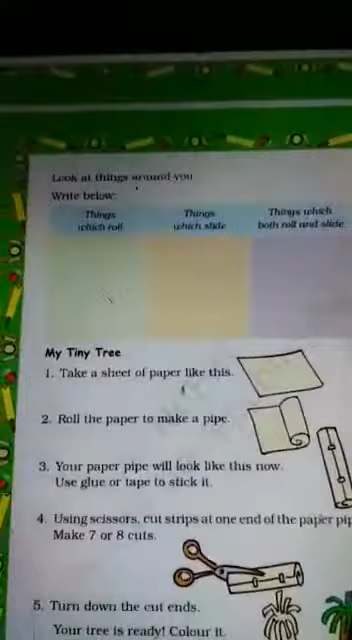 Look at things around you
Write below:
Things which roll
Things which slide
Things which both roll and slide
My Tiny Tree
1. Take a sheet of paper like this.
2. Roll the paper to make a pipe.
3. Your paper pipe will look like this now.
Use glue or tape to stick it.
4. Using scissors, cut strips at one end of the paper pip
Make 7 or 8 cuts.
5. Turn down the cut ends.
Your tree is ready! Colour it.